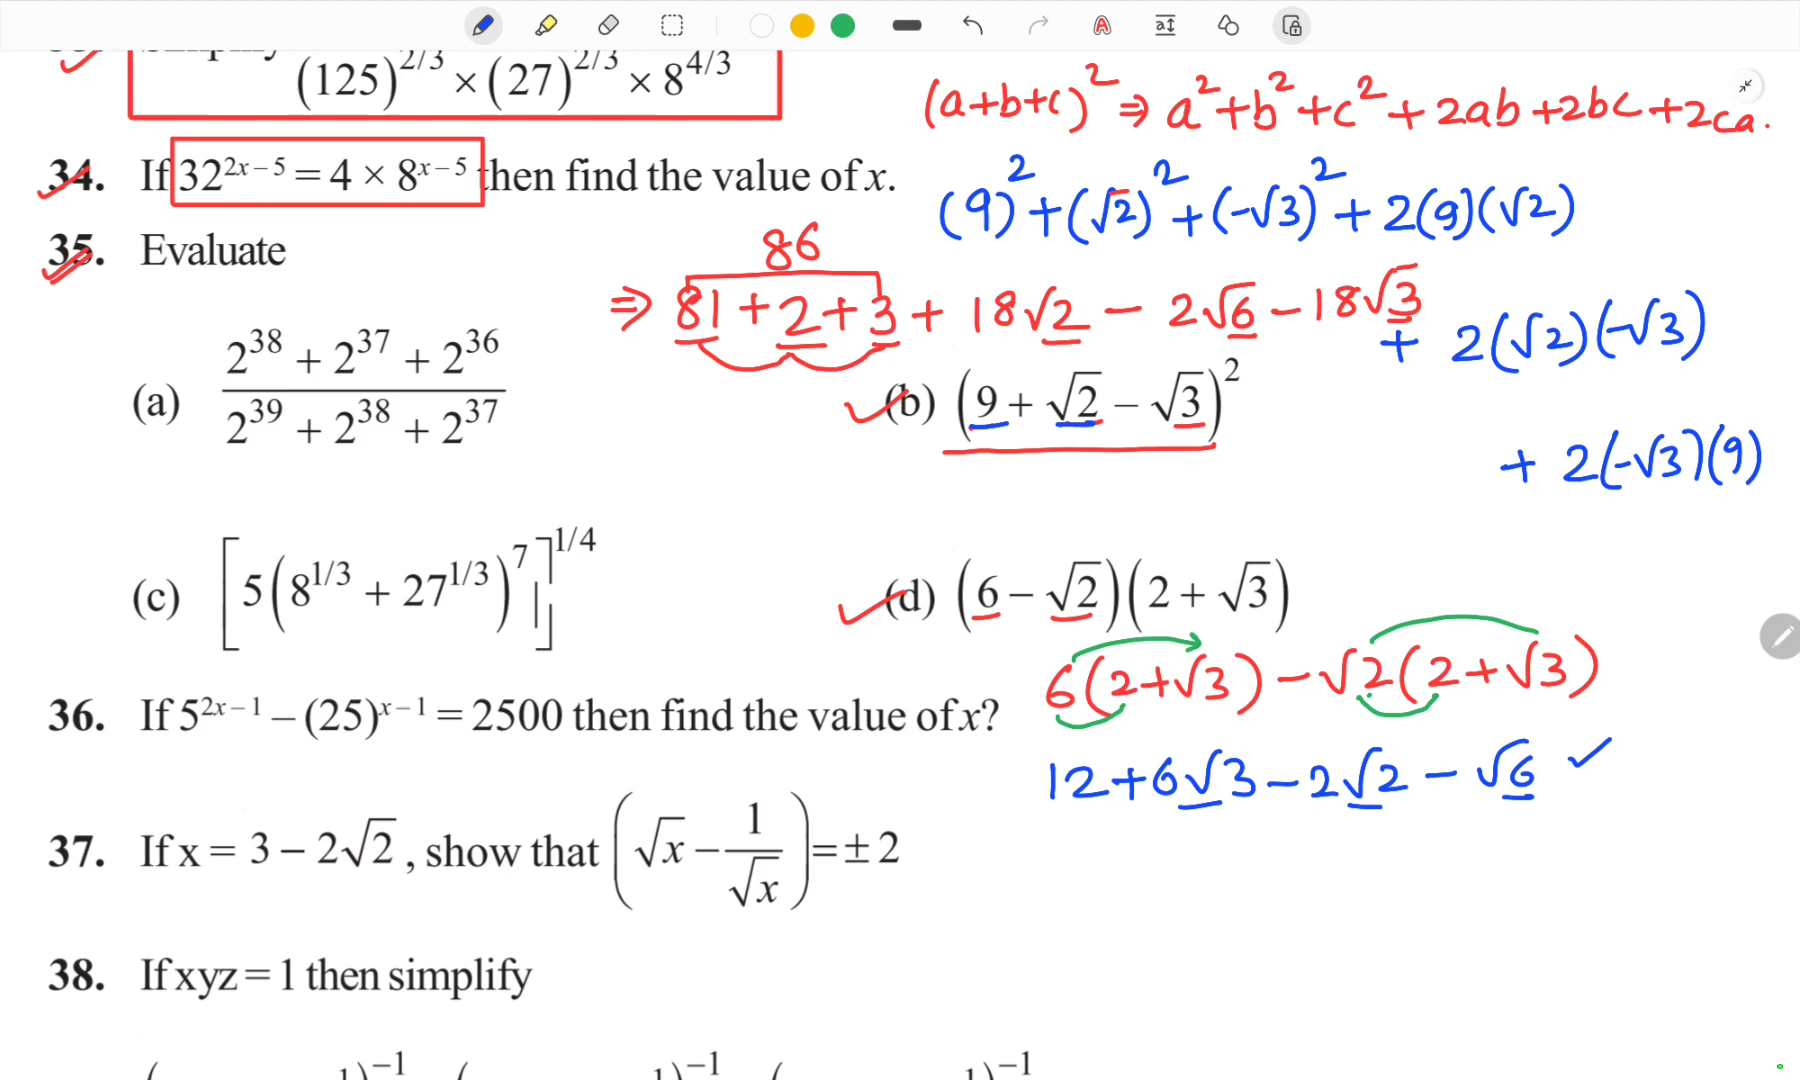 (125)^{2/3} × (27)^{2/3} × 8^{4/3}
(a+b+c)^2 ⇒ a^2+b^2+c^2+2ab+2bc+2ca.
34. If 32^{2x−5} = 4 × 8^{x−5} then find the value of x.
(9)^2+(√2)^2+(-√3)^2+2(9)(√2)
35. Evaluate
86
⇒ 81+2+3+18√2-2√6-18√3
+ 2(√2)(-√3)
(a) \frac{2^{38} + 2^{37} + 2^{36}}{2^{39} + 2^{38} + 2^{37}}
(b) (9 + √2 − √3)^2
+ 2(-√3)(9)
(c) [5(8^{1/3} + 27^{1/3})^7]^{1/4}
(d) (6 − √2)(2 + √3)
6(2+√3)-√2(2+√3)
36. If 5^{2x−1} − (25)^{x−1} = 2500 then find the value of x?
12+6√3-2√2-√6 ✓
37. If x = 3 − 2√2, show that (√x − \frac{1}{√x}) = ± 2
38. If xyz = 1 then simplify